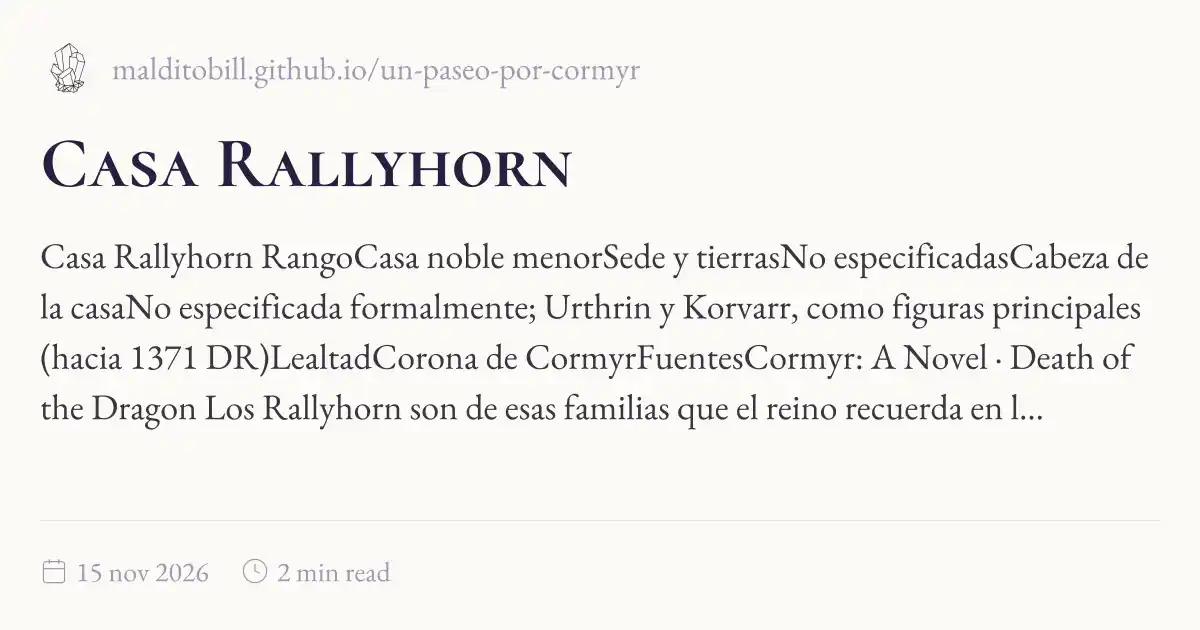 malditobill.github.io/un-paseo-por-cormyr
Casa Rallyhorn
Casa Rallyhorn RangoCasa noble menorSede y tierrasNo especificadasCabeza de
la casaNo especificada formalmente; Urthrin y Korvarr, como figuras principales
(hacia 1371 DR)LealtadCorona de CormyrFuentesCormyr: A Novel · Death of
the Dragon Los Rallyhorn son de esas familias que el reino recuerda en l...
15 nov 2026 2 min read